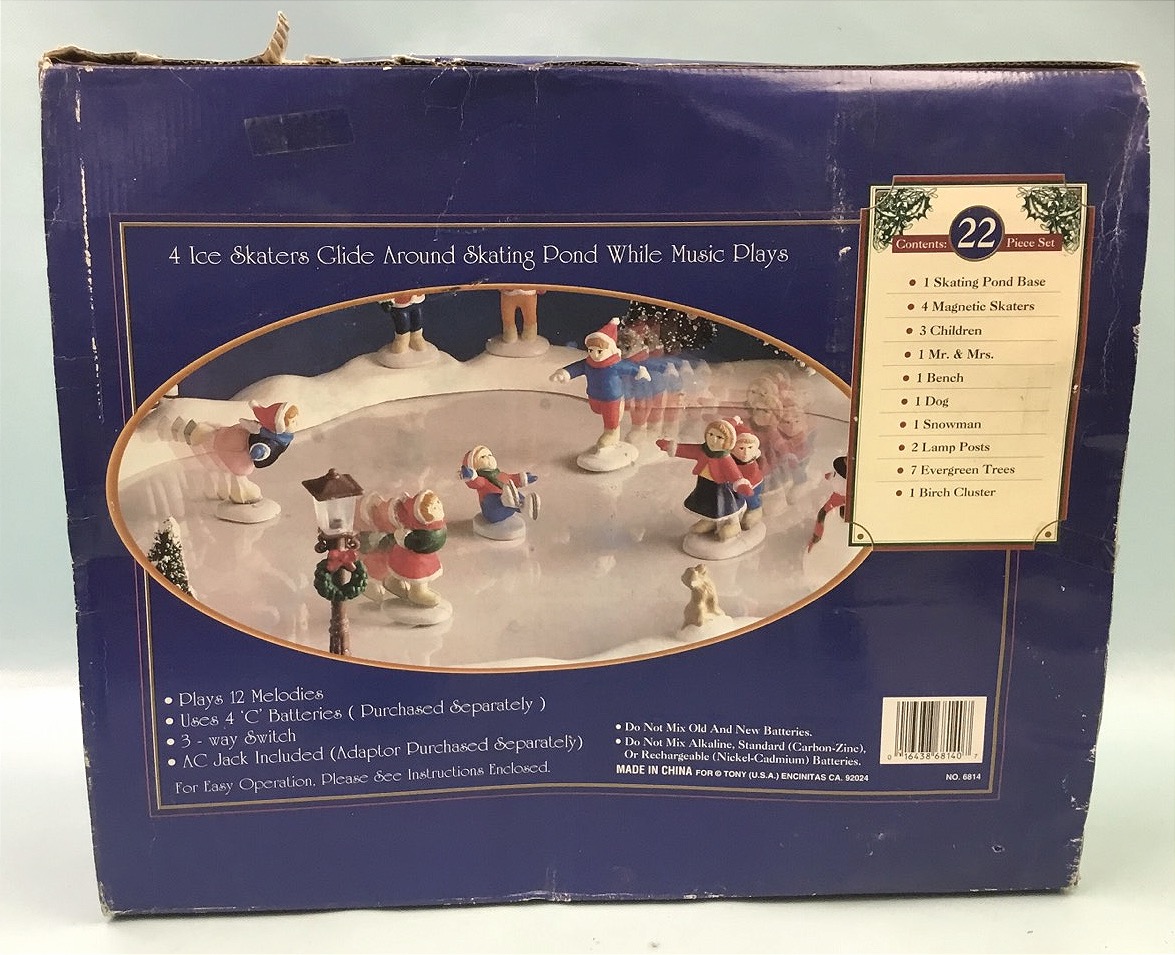 4 Ice Skaters Glide Around Skating Pond While Music Plays
Contents: 22 Piece Set
• 1 Skating Pond Base
• 4 Magnetic Skaters
• 3 Children
• 1 Mr. & Mrs.
• 1 Bench
• 1 Dog
• 1 Snowman
• 2 Lamp Posts
• 7 Evergreen Trees
• 1 Birch Cluster
• Plays 12 Melodies
• Uses 4 'C' Batteries ( Purchased Separately )
• 3 - way Switch
• AC Jack Included (Adaptor Purchased Separately)
For Easy Operation, Please See Instructions Enclosed.
• Do Not Mix Old And New Batteries.
• Do Not Mix Alkaline, Standard (Carbon-Zinc),
Or Rechargeable (Nickel-Cadmium) Batteries.
MADE IN CHINA FOR © TONY (U.S.A.) ENCINITAS CA. 92024
0 16438 68140 7
NO. 6814